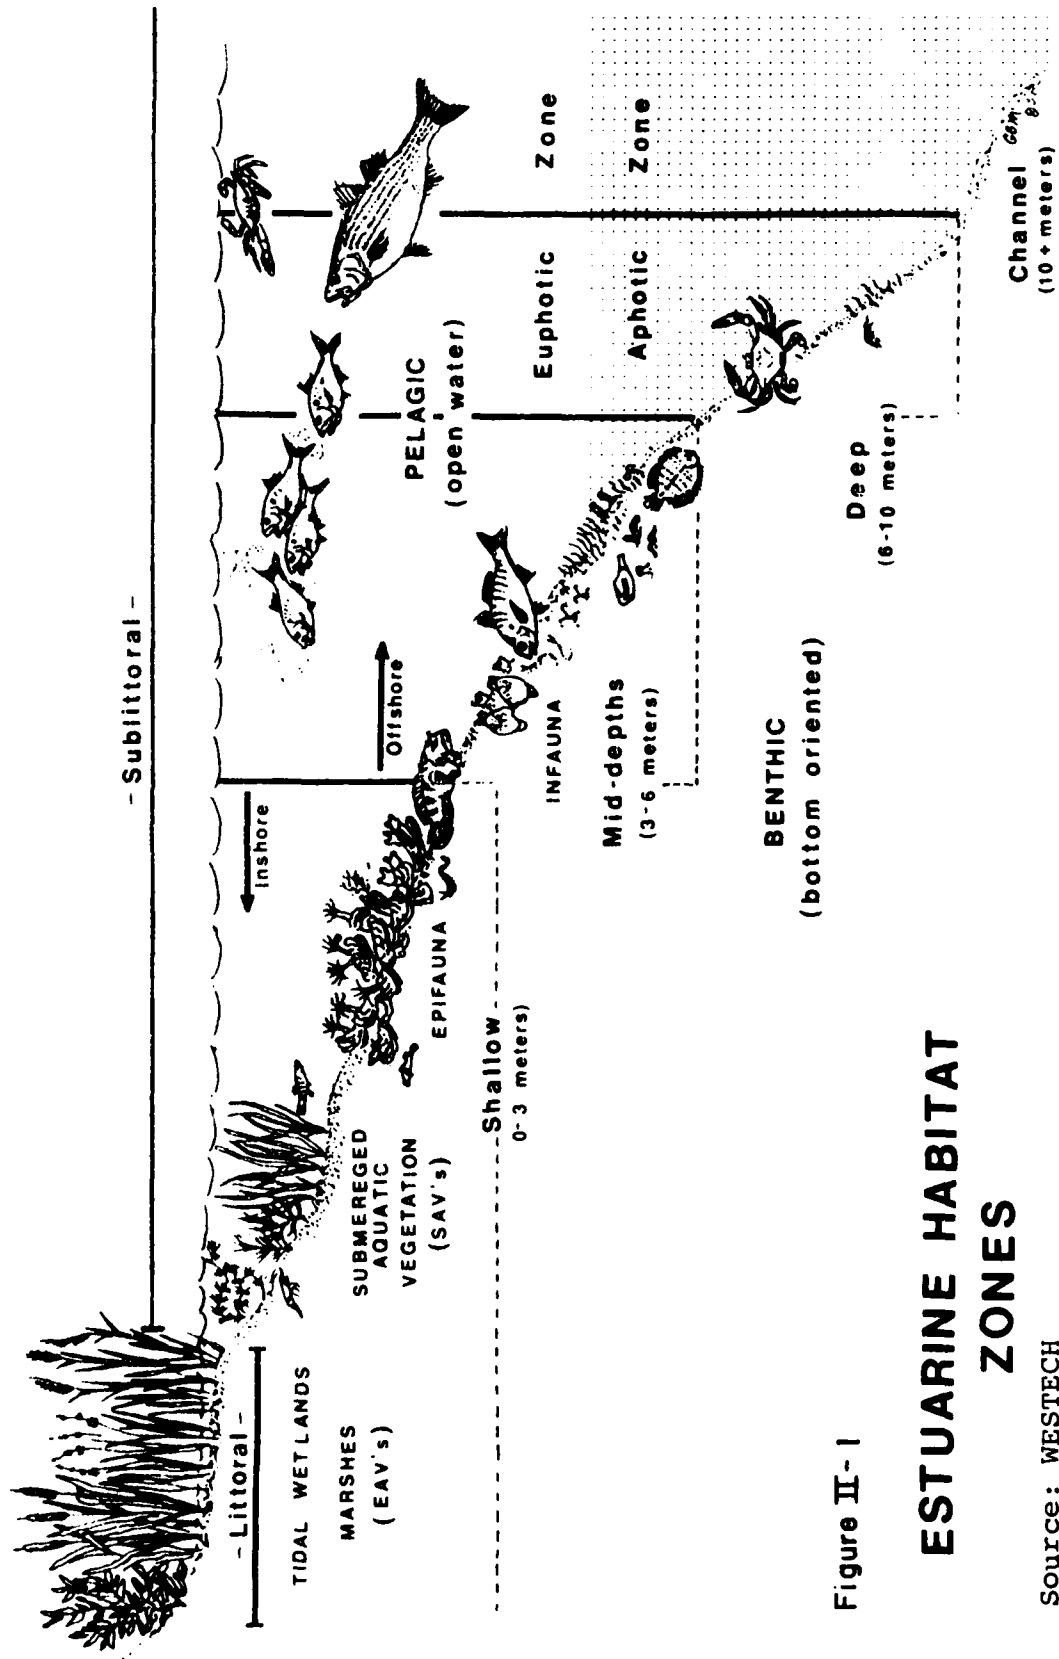 -Sublittoral-
Inshore
Offshore
-Littoral-
TIDAL WETLANDS
MARSHES
(EAV's)
SUBMEREGED
AQUATIC
VEGETATION
(SAV's)
EPIFAUNA
Shallow
0-3 meters)
INFAUNA
Mid-depths
(3-6 meters)
PELAGIC
(open water)
Euphotic Zone
Aphotic Zone
BENTHIC
(bottom oriented)
Deep
(6-10 meters)
Channel
(10+ meters)
Figure II-1
ESTUARINE HABITAT
ZONES
Source: WESTECH